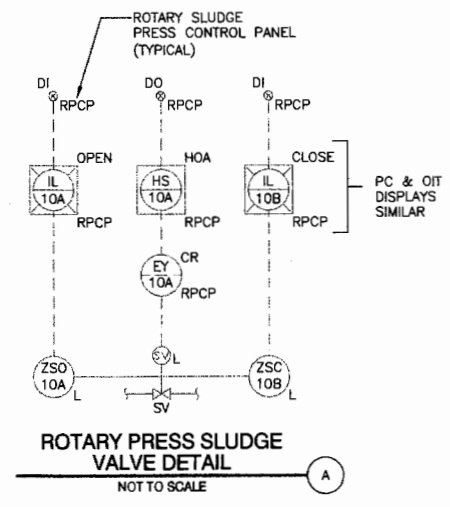 ROTARY SLUDGE
PRESS CONTROL PANEL
(TYPICAL)
DI
DO
DI
RPCP
RPCP
RPCP
OPEN
HOA
CLOSE
IL
10A
HS
10A
IL
10B
PC & OIT
DISPLAYS
SIMILAR
RPCP
RPCP
RPCP
CR
EY
10A
RPCP
SV
L
ZSO
10A
L
ZSC
10B
L
SV
ROTARY PRESS SLUDGE
VALVE DETAIL
NOT TO SCALE
A